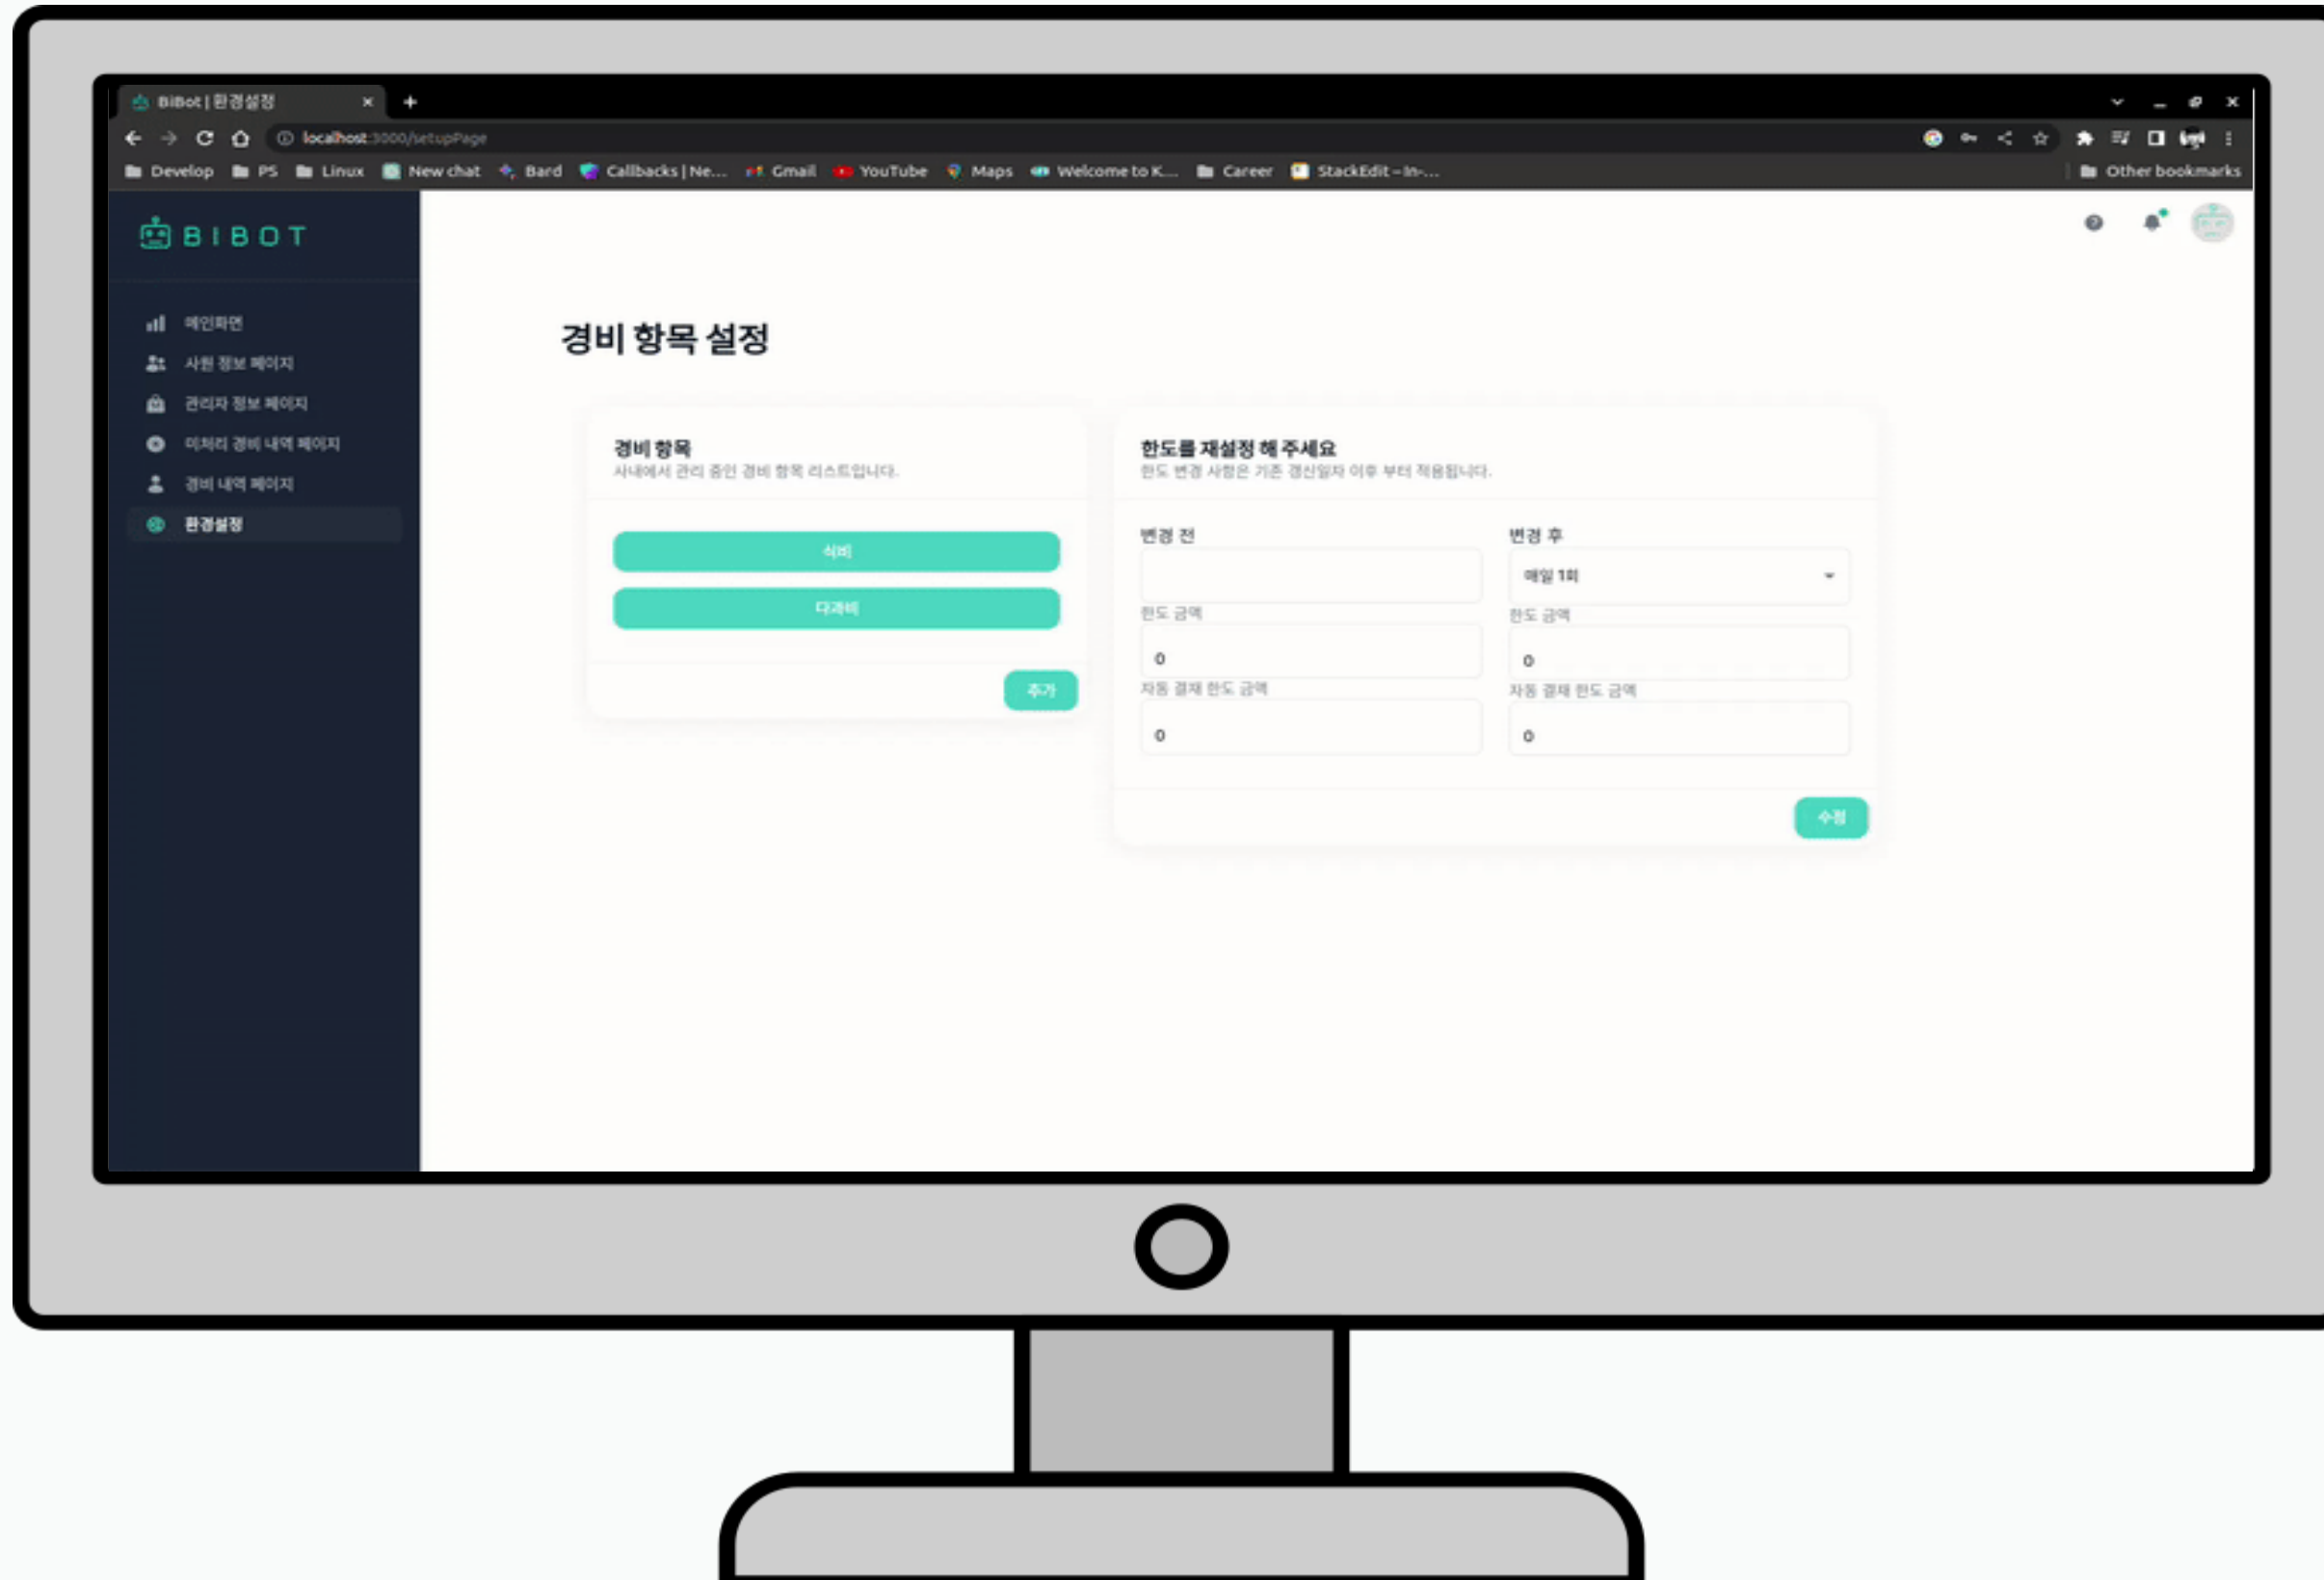 BiBot | 환경설정
localhost:3000/setupPage
Develop PS Linux New chat Bard Callbacks | Ne... Gmail YouTube Maps Welcome to K... Career StackEdit – In-... Other bookmarks
BIBOT
메인화면
사원 정보 페이지
관리자 정보 페이지
미처리 경비 내역 페이지
경비 내역 페이지
환경설정
경비 항목 설정
경비 항목
사내에서 관리 중인 경비 항목 리스트입니다.
식비
다과비
추가
한도를 재설정 해 주세요
한도 변경 사항은 기존 갱신일자 이후 부터 적용됩니다.
변경 전
한도 금액
0
자동 결재 한도 금액
0
변경 후
매일 1회
한도 금액
0
자동 결재 한도 금액
0
수정